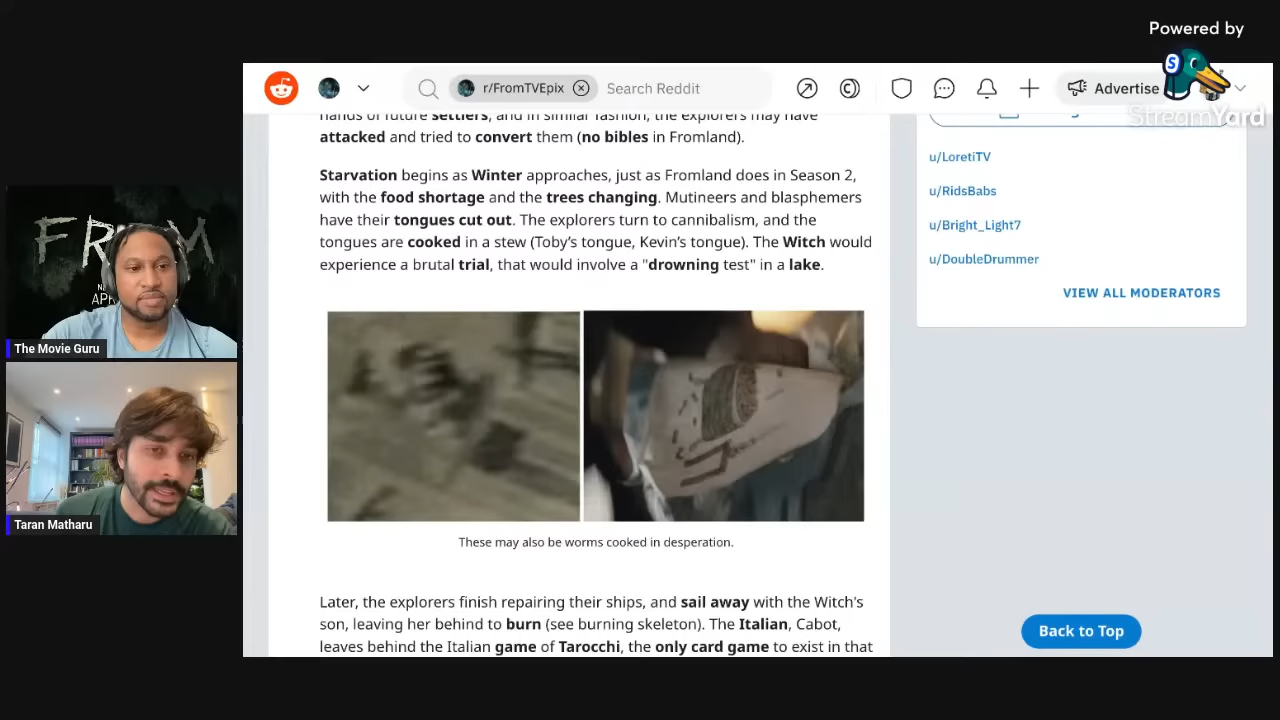 Powered by
StreamYard
r/FromTVEpix
Search Reddit
Advertise
hands of future settlers, and in similar fashion, the explorers may have
attacked and tried to convert them (no bibles in Fromland).
Starvation begins as Winter approaches, just as Fromland does in Season 2,
with the food shortage and the trees changing. Mutineers and blasphemers
have their tongues cut out. The explorers turn to cannibalism, and the
tongues are cooked in a stew (Toby's tongue, Kevin's tongue). The Witch would
experience a brutal trial, that would involve a "drowning test" in a lake.
These may also be worms cooked in desperation.
Later, the explorers finish repairing their ships, and sail away with the Witch's
son, leaving her behind to burn (see burning skeleton). The Italian, Cabot,
leaves behind the Italian game of Tarocchi, the only card game to exist in that
u/LoretiTV
u/RidsBabs
u/Bright_Light7
u/DoubleDrummer
VIEW ALL MODERATORS
Back to Top
The Movie Guru
Taran Matharu